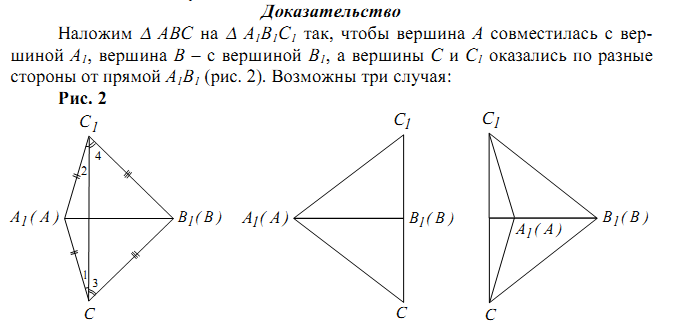 Доказательство
Наложим Δ ABC на Δ A₁B₁C₁ так, чтобы вершина A совместилась с вер-
шиной A₁, вершина B – с вершиной B₁, а вершины C и C₁ оказались по разные
стороны от прямой A₁B₁ (рис. 2). Возможны три случая:
Рис. 2
C₁
4
2
A₁( A )
B₁( B )
1
3
C
C₁
A₁( A )
B₁( B )
C
C₁
A₁( A )
B₁( B )
C